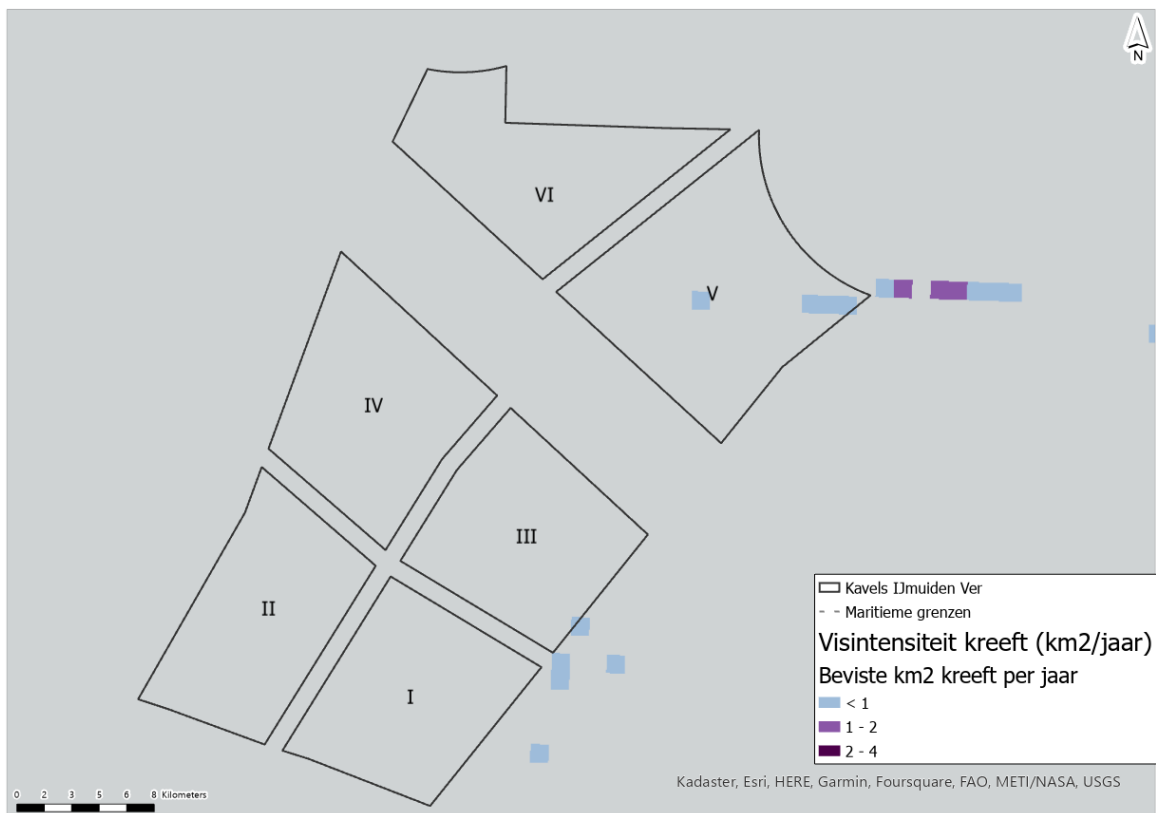 N
VI
V
IV
III
II
I
Kavels IJmuiden Ver
Maritieme grenzen
Visintensiteit kreeft (km2/jaar)
Beviste km2 kreeft per jaar
< 1
1 - 2
2 - 4
Kadaster, Esri, HERE, Garmin, Foursquare, FAO, METI/NASA, USGS
0 2 3 5 6 8 Kilometers